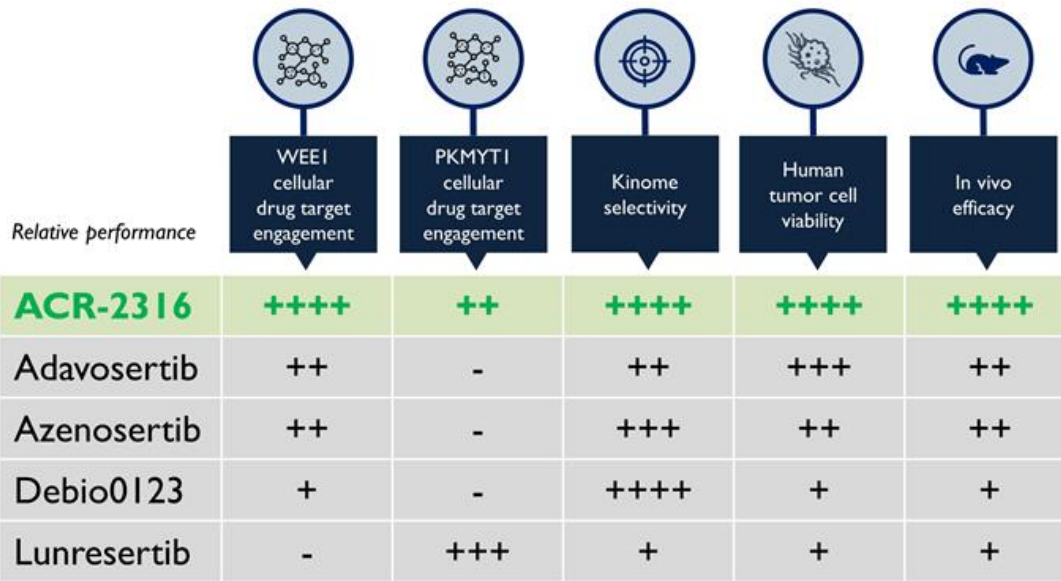 WEE1
cellular
drug target
engagement
PKMYT1
cellular
drug target
engagement
Kinome
selectivity
Human
tumor cell
viability
In vivo
efficacy
Relative performance
ACR-2316 ++++ ++ ++++ ++++ ++++
Adavosertib ++ - ++ +++ ++
Azenosertib ++ - +++ ++ ++
Debio0123 + - ++++ + +
Lunresertib - +++ + + +